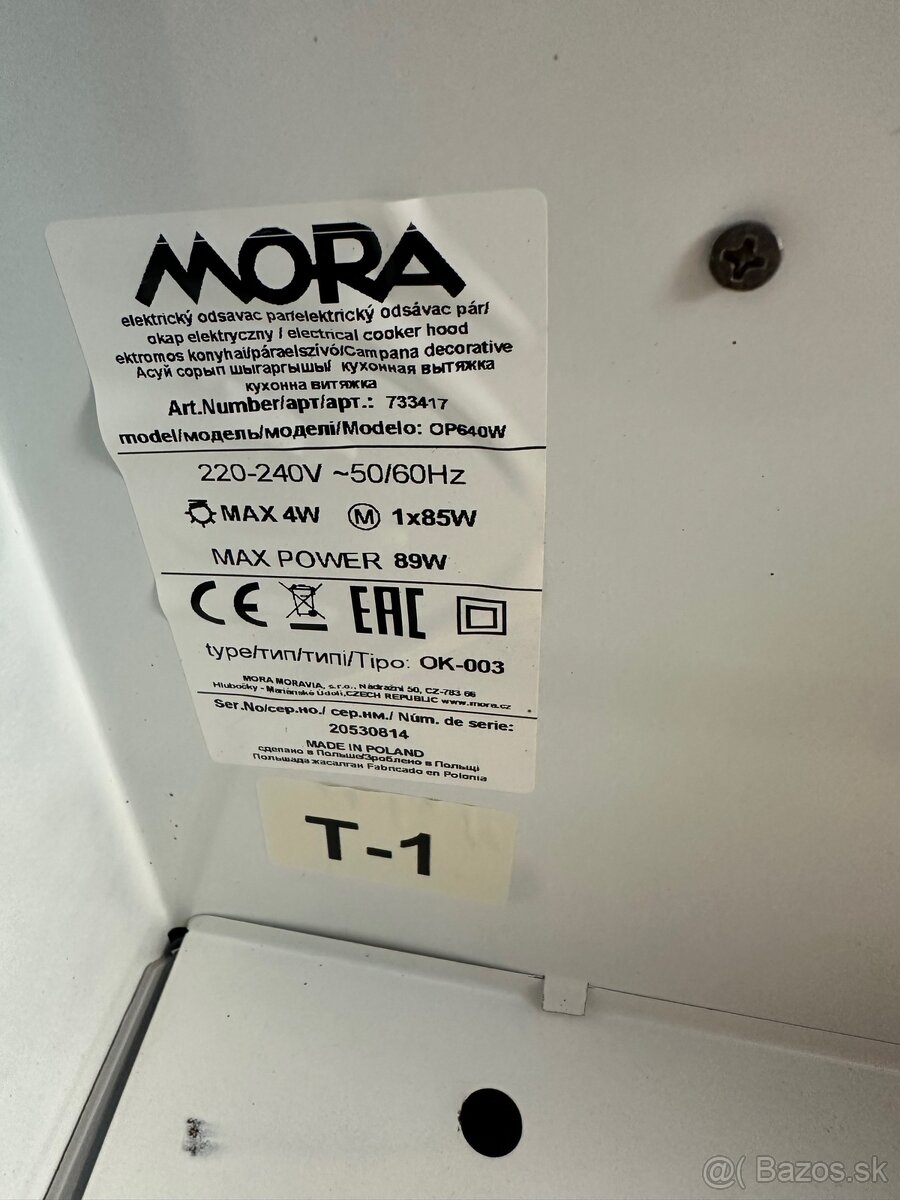 MORA
elektrický odsavac par/elektrický odsávac pár/
okap elektryczny / electrical cooker hood
ektromos konyhai/páraelszívó/Campana decorative
Асуй сорып шыгаргышы/ кухонная вытяжка
кухонна витяжка
Art.Number/арт/арт.: 733417
model/модель/моделі/Modelo: OP640W
220-240V ~50/60Hz
MAX 4W M 1x85W
MAX POWER 89W
CE EAC
type/тип/типі/Tipo: OK-003
MORA MORAVIA, s.r.o., Nádražní 50, CZ-783 66
Hlubočky - Mariánské Údolí,CZECH REPUBLIC www.mora.cz
Ser.No/сер.но./ сер.нм./ Núm. de serie:
20530814
MADE IN POLAND
сделано в Польше/Зроблено в Польщі
Польшада жасалған Fabricado en Polonia
T-1
@( Bazos.sk